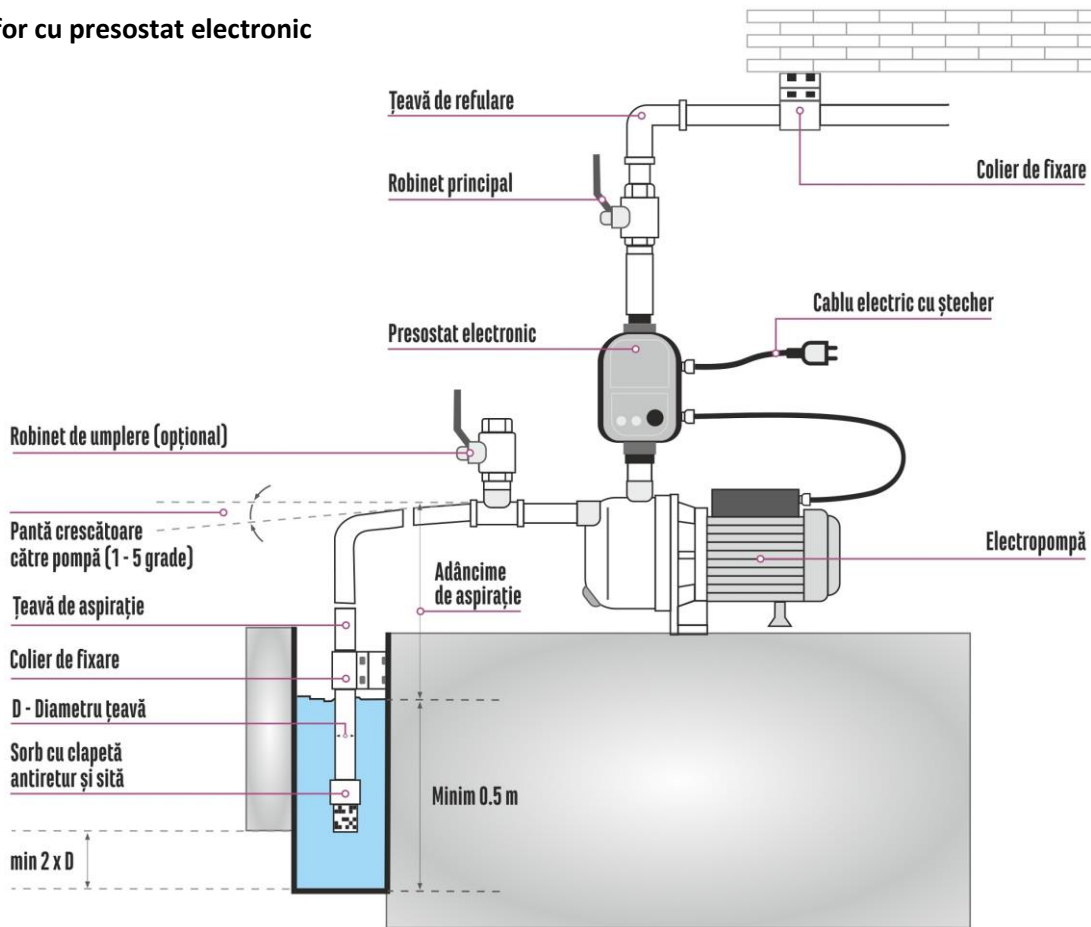 for cu presostat electronic
Țeavă de refulare
Colier de fixare
Robinet principal
Cablu electric cu ștecher
Presostat electronic
Robinet de umplere (opțional)
Pantă crescătoare
către pompă (1 - 5 grade)
Electropompă
Adâncime
de aspirație
Țeavă de aspirație
Colier de fixare
D - Diametru țeavă
Sorb cu clapetă
antiretur și sită
Minim 0.5 m
min 2 x D